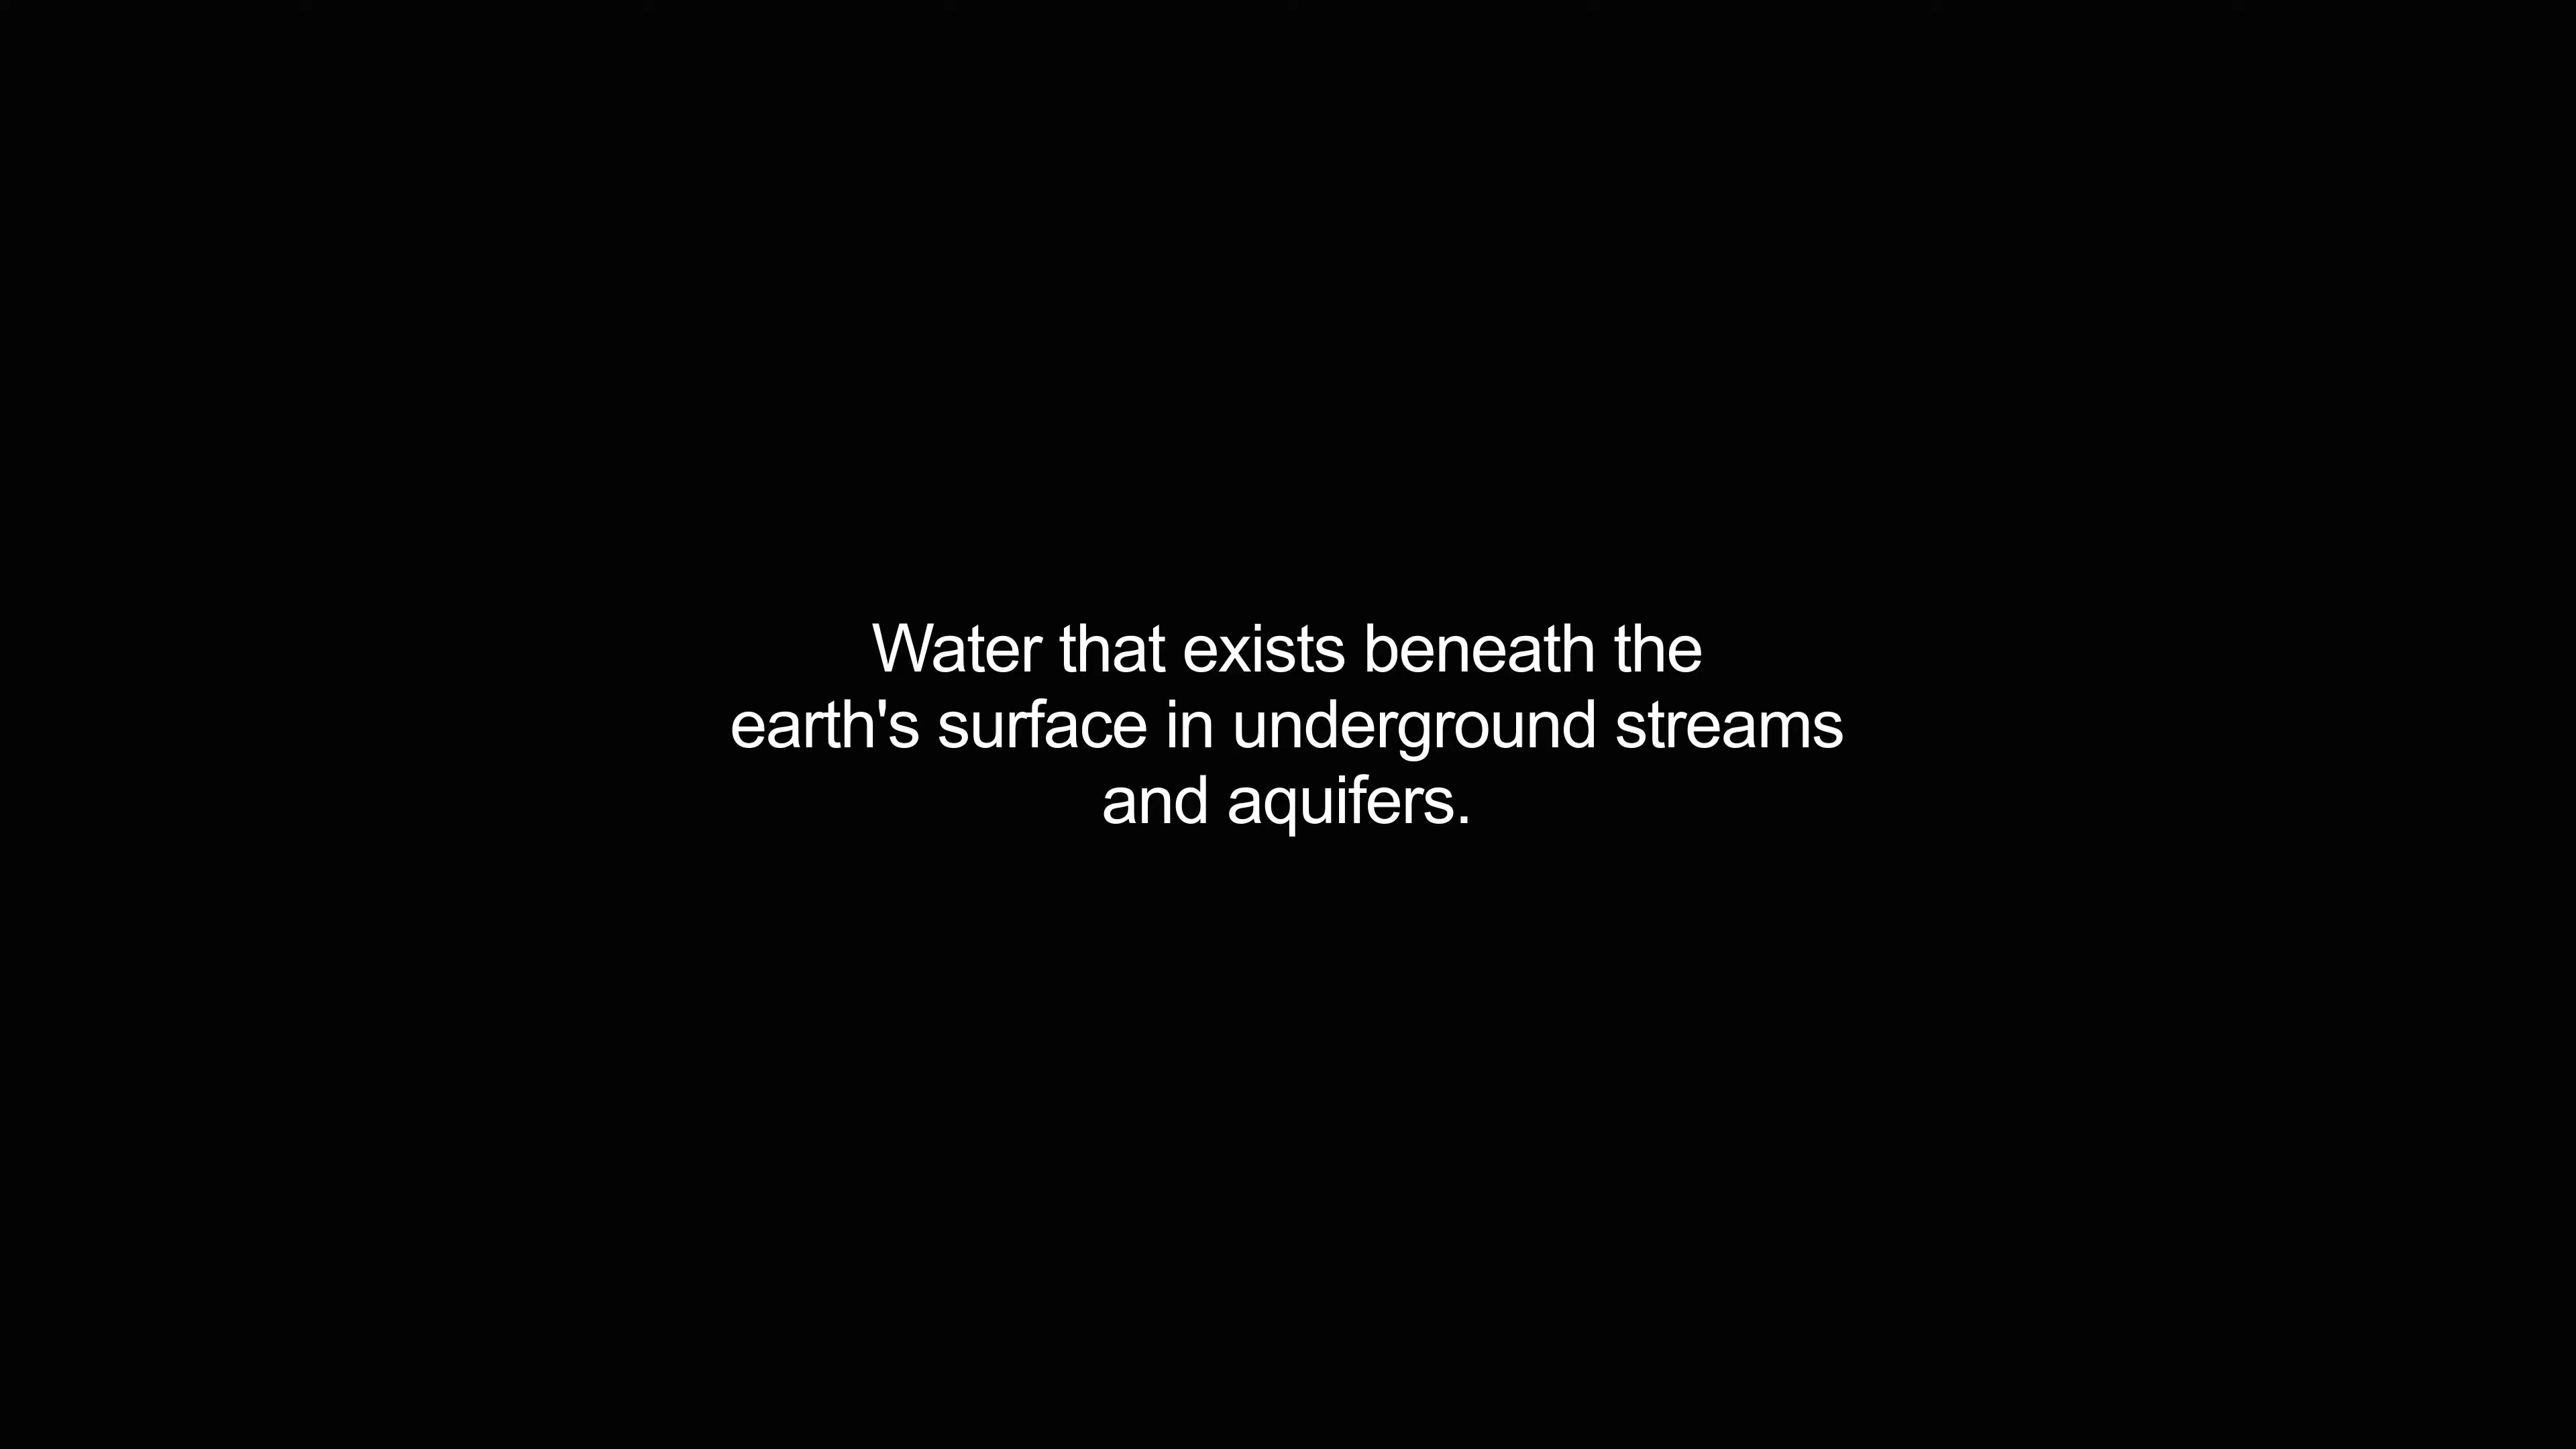 Water that exists beneath the
earth's surface in underground streams
and aquifers.